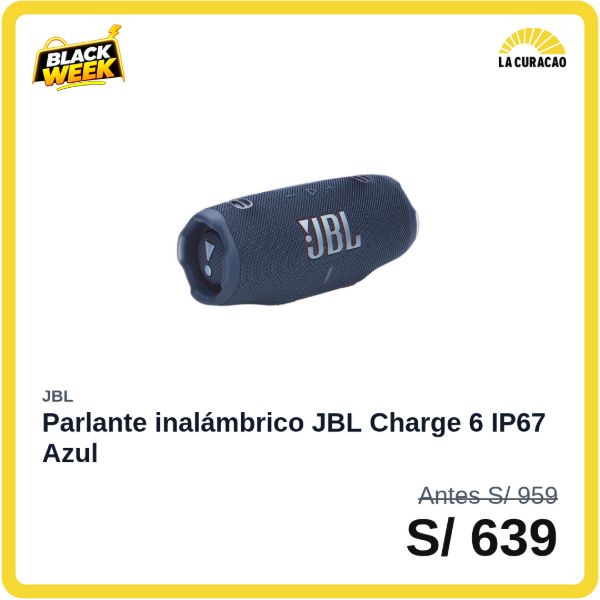 BLACK
WEEK
LA CURACAO
JBL
JBL
Parlante inalámbrico JBL Charge 6 IP67
Azul
Antes S/ 959
S/ 639